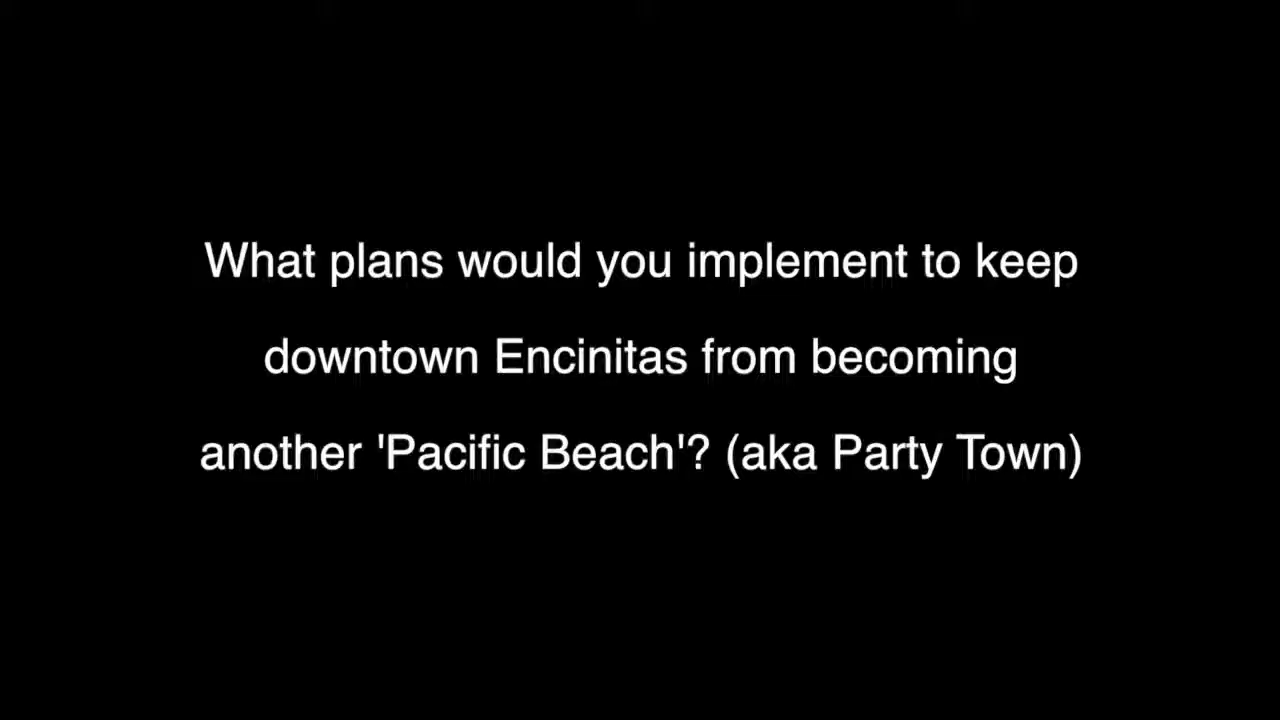 What plans would you implement to keep
downtown Encinitas from becoming
another 'Pacific Beach'? (aka Party Town)